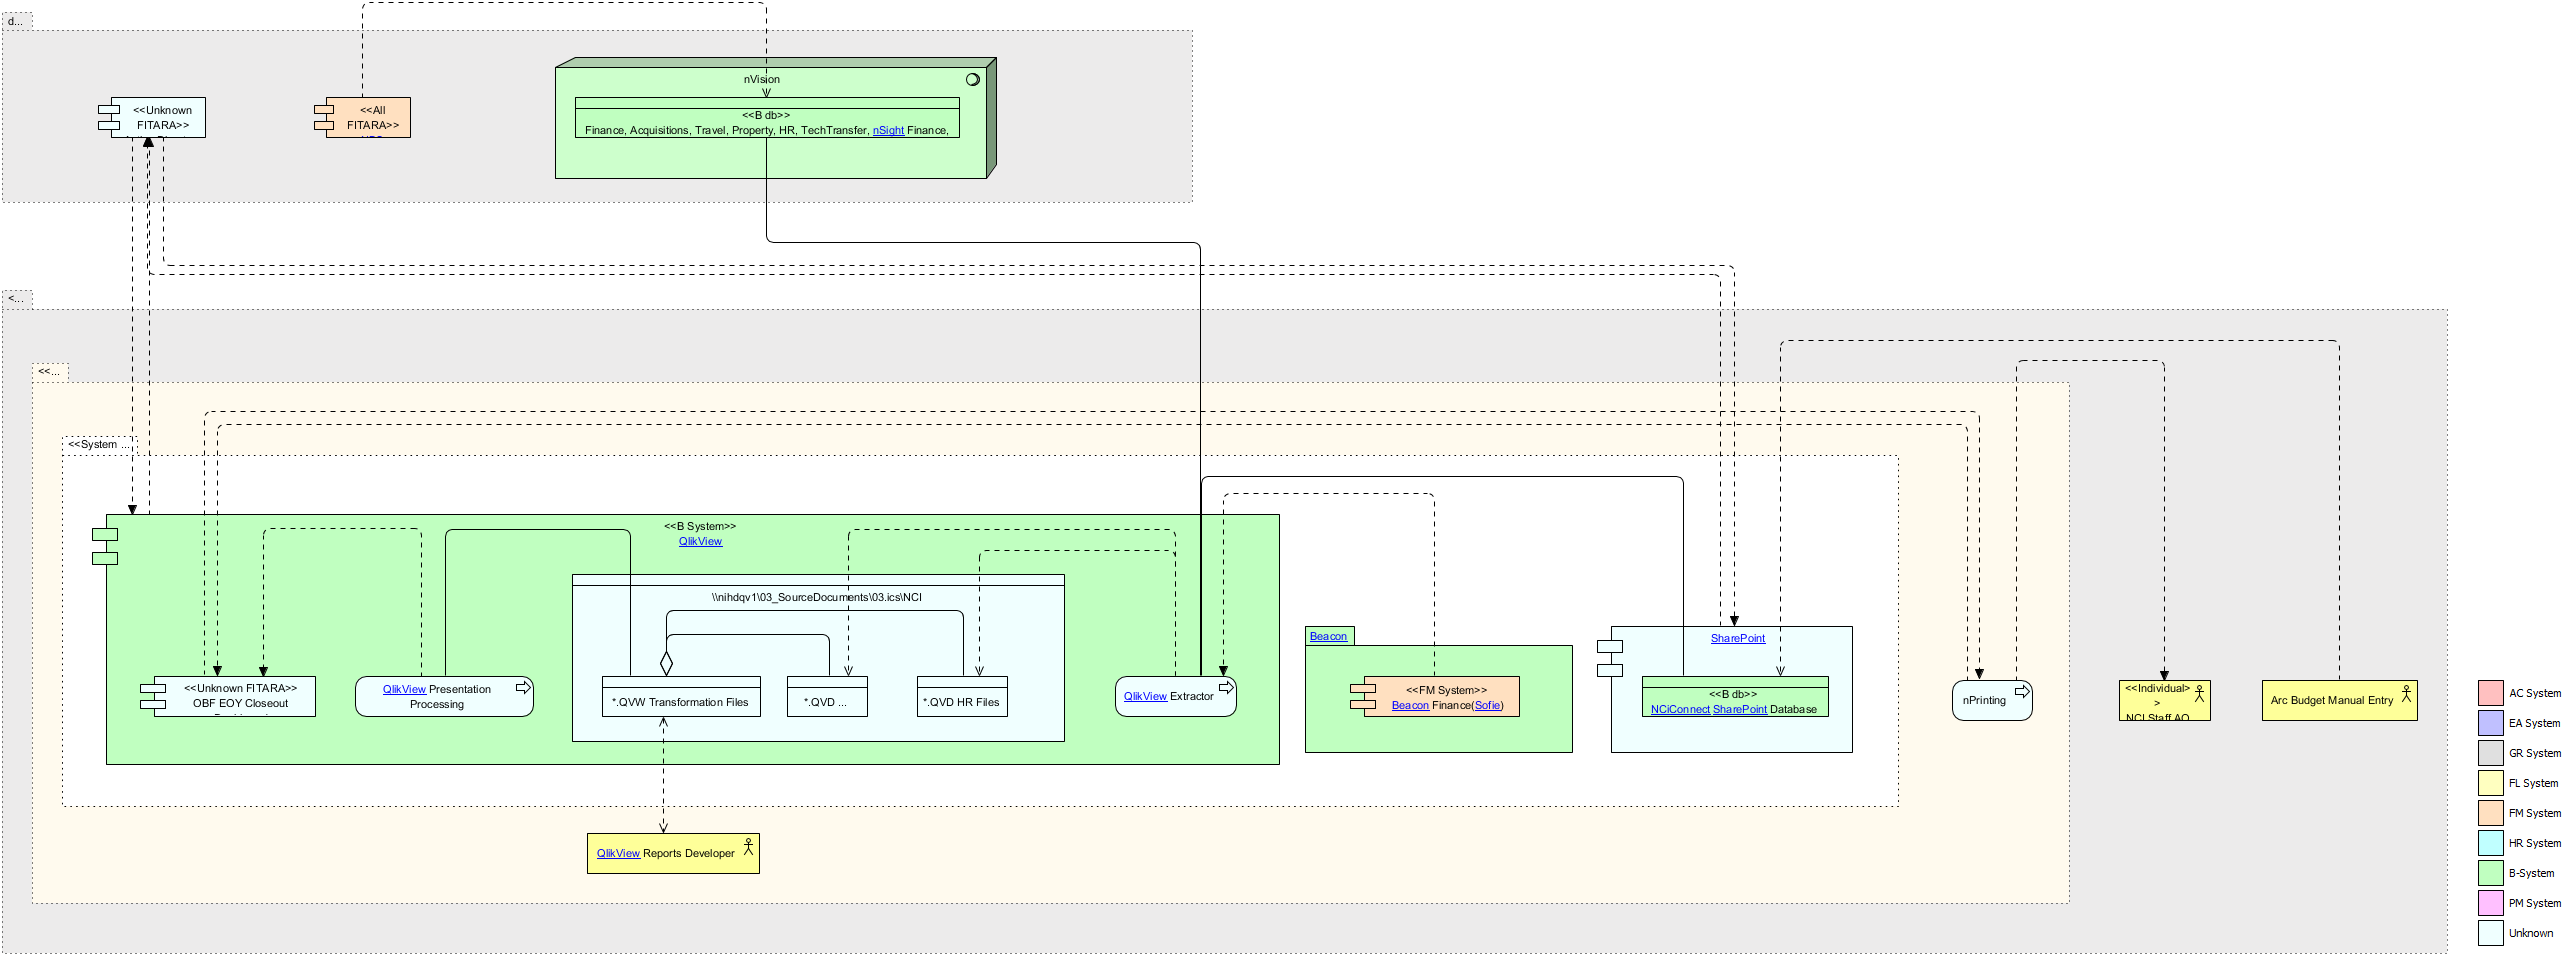 d...
<<Unknown
FITARA>>
<<All
FITARA>>
nVision
<<B db>>
Finance, Acquisitions, Travel, Property, HR, TechTransfer, nSight Finance,
<...
<<...
<<System ...
<<B System>>
QlikView
\\nihdqv1\03_SourceDocuments\03.ics\NCI
<<Unknown FITARA>>
OBF EOY Closeout
QlikView Presentation
Processing
*.QVW Transformation Files
*.QVD ...
*.QVD HR Files
QlikView Extractor
Beacon
<<FM System>>
Beacon Finance(Sofie)
SharePoint
<<B db>>
NCiConnect SharePoint Database
nPrinting
<<Individual>
>
NCI Staff AO
Arc Budget Manual Entry
QlikView Reports Developer
AC System
EA System
GR System
FL System
FM System
HR System
B-System
PM System
Unknown